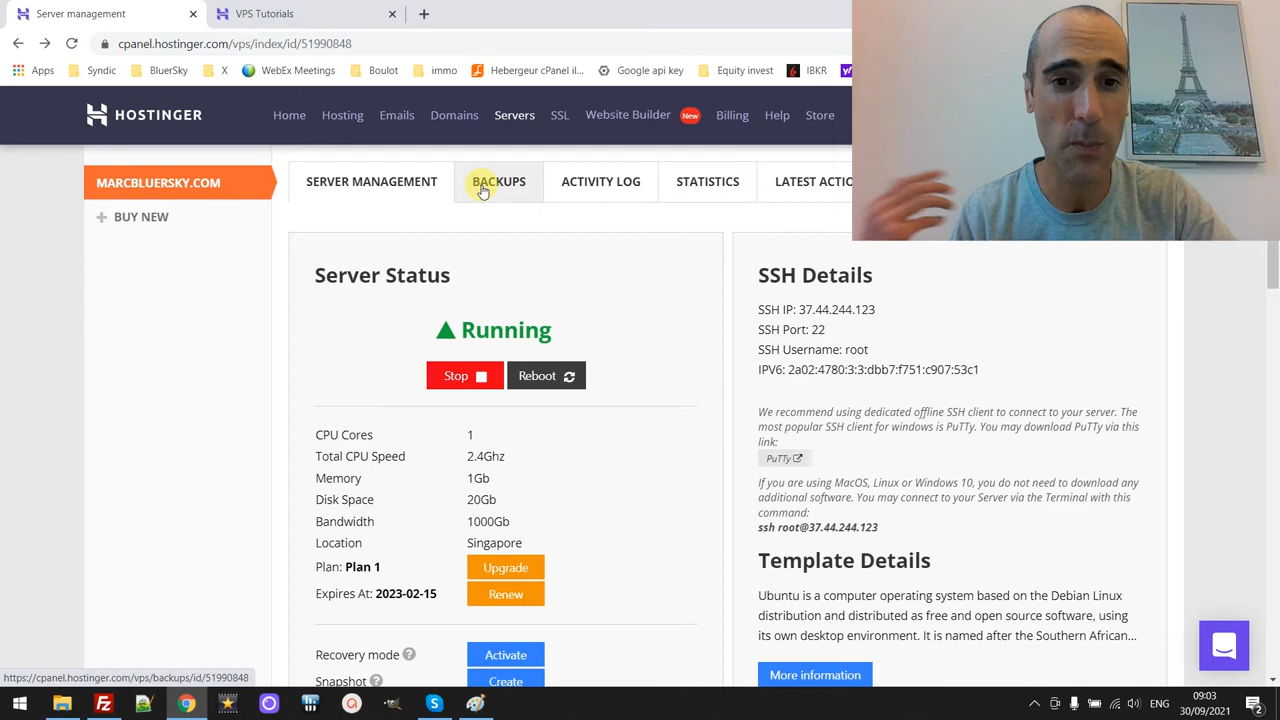 Server management
VPS Tutorials
cpanel.hostinger.com/vps/index/id/51990848
Apps
Syndic
BluerSky
X
WebEx Meetings
Boulot
immo
Hebergeur cPanel il...
Google api key
Equity invest
IBKR
HOSTINGER
Home
Hosting
Emails
Domains
Servers
SSL
Website Builder
New
Billing
Help
Store
MARCBLUERSKY.COM
BUY NEW
SERVER MANAGEMENT
BACKUPS
ACTIVITY LOG
STATISTICS
LATEST ACTIO
Server Status
Running
Stop
Reboot
CPU Cores 1
Total CPU Speed 2.4Ghz
Memory 1Gb
Disk Space 20Gb
Bandwidth 1000Gb
Location Singapore
Plan: Plan 1 Upgrade
Expires At: 2023-02-15 Renew
Recovery mode ? Activate
Snapshot ? Create
SSH Details
SSH IP: 37.44.244.123
SSH Port: 22
SSH Username: root
IPV6: 2a02:4780:3:3:dbb7:f751:c907:53c1
We recommend using dedicated offline SSH client to connect to your server. The
most popular SSH client for windows is PuTTy. You may download PuTTy via this
link:
PuTTy
If you are using MacOS, Linux or Windows 10, you do not need to download any
additional software. You may connect to your Server via the Terminal with this
command:
ssh root@37.44.244.123
Template Details
Ubuntu is a computer operating system based on the Debian Linux
distribution and distributed as free and open source software, using
its own desktop environment. It is named after the Southern African...
More information
https://cpanel.hostinger.com/vps/backups/id/51990848
ENG
09:03
30/09/2021
2